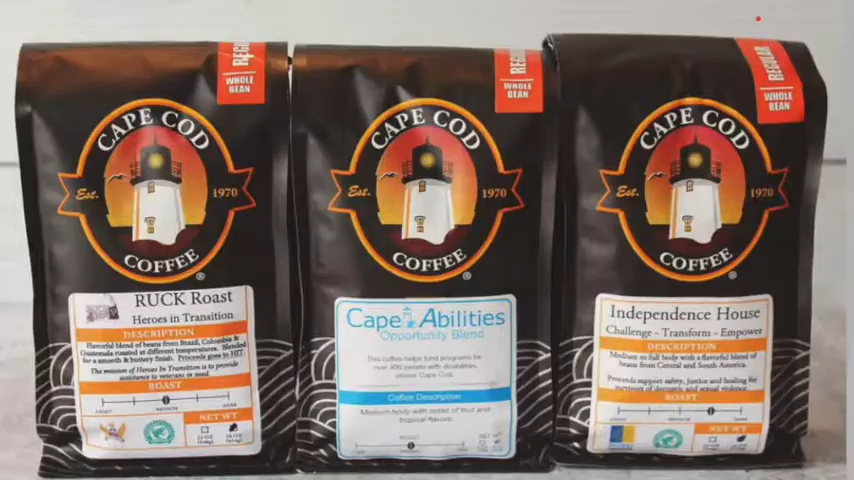 REGULAR
WHOLE
BEAN
CAPE COD
Est. 1970
COFFEE
®
RUCK Roast
Heroes in Transition
DESCRIPTION
Flavorful blend of beans from Brazil, Colombia &
Guatemala roasted at different temperatures. Blended
for a smooth & buttery finish. Proceeds go to HIT.
The mission of Heroes In Transition is to provide
assistance to veterans in need.
ROAST
LIGHT MEDIUM DARK
NET WT
REGULAR
WHOLE
BEAN
CAPE COD
Est. 1970
COFFEE
®
Cape Abilities
Opportunity Blend
This coffee helps fund programs for
over 400 people with disabilities
across Cape Cod.
Coffee Description
Medium body with notes of fruit and
tropical flavors
ROAST
REGULAR
WHOLE
BEAN
CAPE COD
Est. 1970
COFFEE
®
Independence House
Challenge - Transform - Empower
DESCRIPTION
Medium to full body with a flavorful blend of
beans from Central and South America.
Proceeds support safety, justice and healing for
survivors of domestic and sexual violence.
ROAST
NET WT